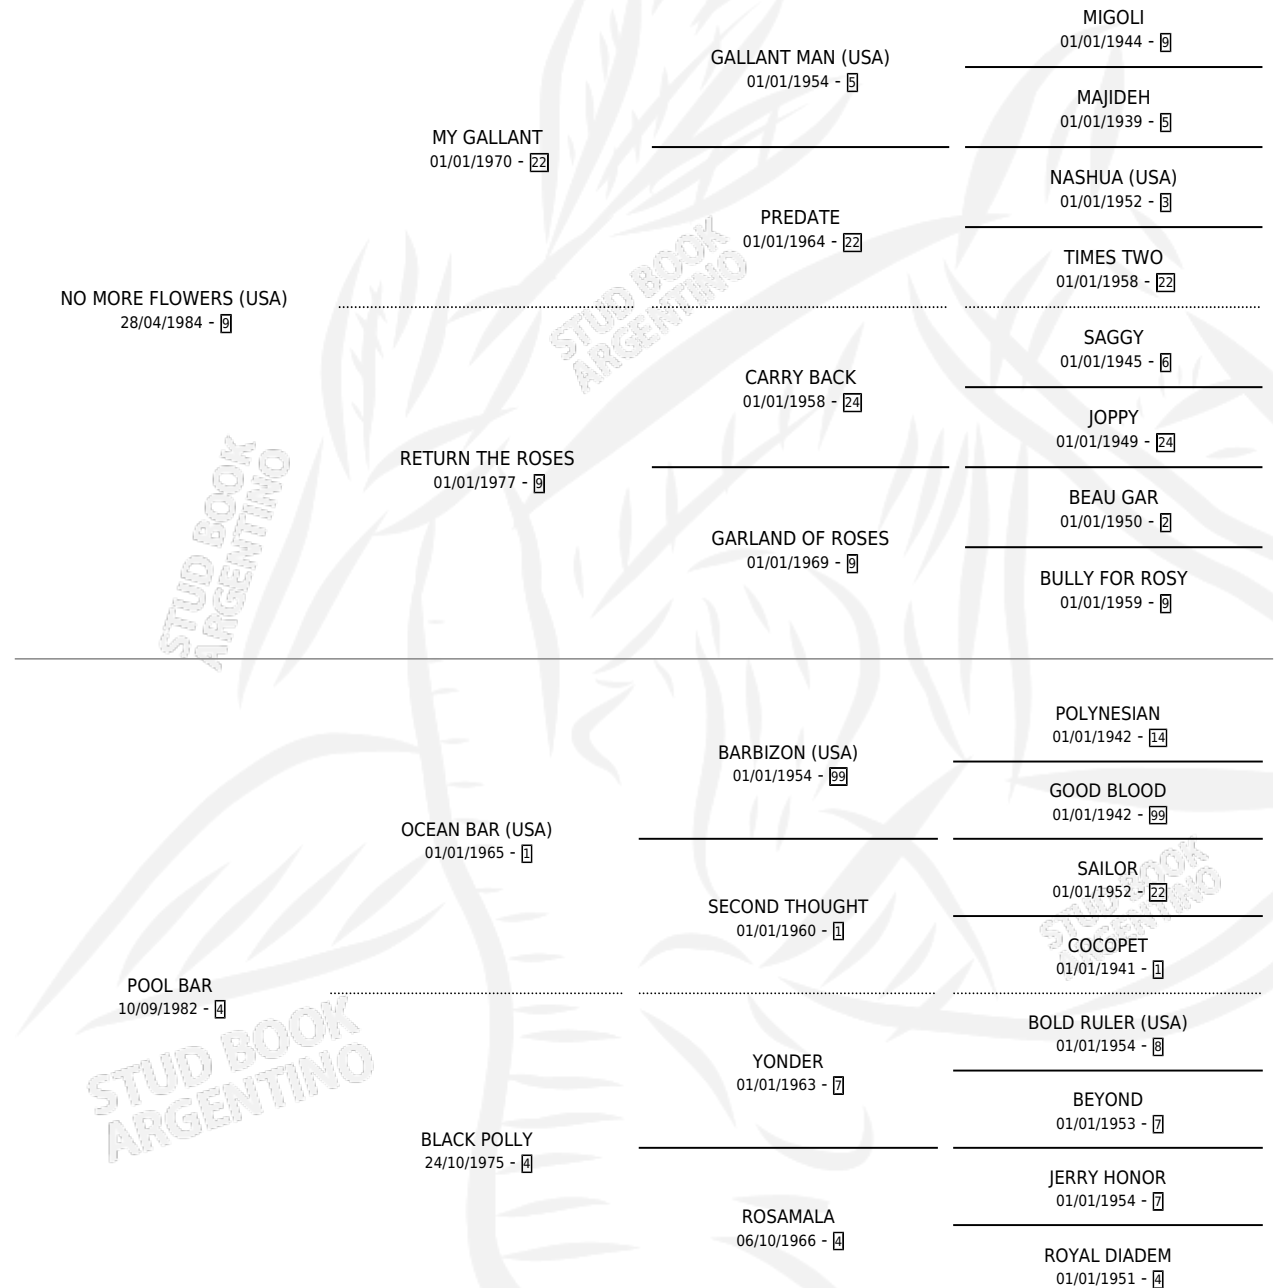 MIGOLI
01/01/1944 - 9
GALLANT MAN (USA)
01/01/1954 - 5
MAJIDEH
01/01/1939 - 5
MY GALLANT
01/01/1970 - 22
NASHUA (USA)
01/01/1952 - 3
PREDATE
01/01/1964 - 22
TIMES TWO
01/01/1958 - 22
NO MORE FLOWERS (USA)
28/04/1984 - 9
SAGGY
01/01/1945 - 6
CARRY BACK
01/01/1958 - 24
JOPPY
01/01/1949 - 24
RETURN THE ROSES
01/01/1977 - 9
BEAU GAR
01/01/1950 - 2
GARLAND OF ROSES
01/01/1969 - 9
BULLY FOR ROSY
01/01/1959 - 9
POLYNESIAN
01/01/1942 - 14
BARBIZON (USA)
01/01/1954 - 99
GOOD BLOOD
01/01/1942 - 99
OCEAN BAR (USA)
01/01/1965 - 1
SAILOR
01/01/1952 - 22
SECOND THOUGHT
01/01/1960 - 1
COCOPET
01/01/1941 - 1
POOL BAR
10/09/1982 - 4
BOLD RULER (USA)
01/01/1954 - 8
YONDER
01/01/1963 - 7
BEYOND
01/01/1953 - 7
BLACK POLLY
24/10/1975 - 4
JERRY HONOR
01/01/1954 - 7
ROSAMALA
06/10/1966 - 4
ROYAL DIADEM
01/01/1951 - 4
STUD BOOK
ARGENTINO
STUD BOOK
ARGENTINO
STUD BOOK
ARGENTINO
STUD BOOK
ARGENTINO